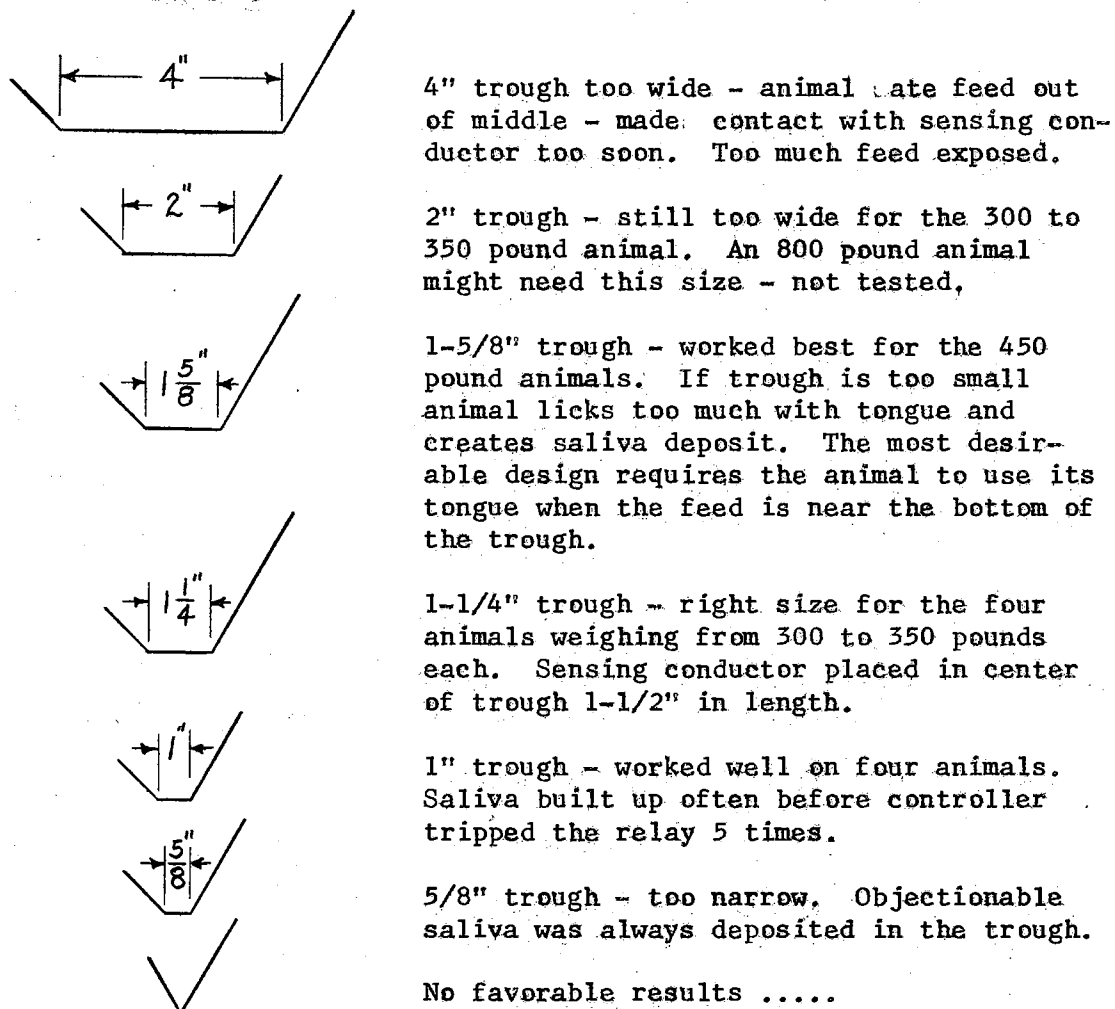 4"
4" trough too wide - animal ate feed out
of middle - made contact with sensing con-
ductor too soon. Too much feed exposed.
2"
2" trough - still too wide for the 300 to
350 pound animal. An 800 pound animal
might need this size - not tested.
1 5/8"
1-5/8" trough - worked best for the 450
pound animals. If trough is too small
animal licks too much with tongue and
creates saliva deposit. The most desir-
able design requires the animal to use its
tongue when the feed is near the bottom of
the trough.
1 1/4"
1-1/4" trough - right size for the four
animals weighing from 300 to 350 pounds
each. Sensing conductor placed in center
of trough 1-1/2" in length.
1"
1" trough - worked well on four animals.
Saliva built up often before controller
tripped the relay 5 times.
5/8"
5/8" trough - too narrow. Objectionable
saliva was always deposited in the trough.
No favorable results .....